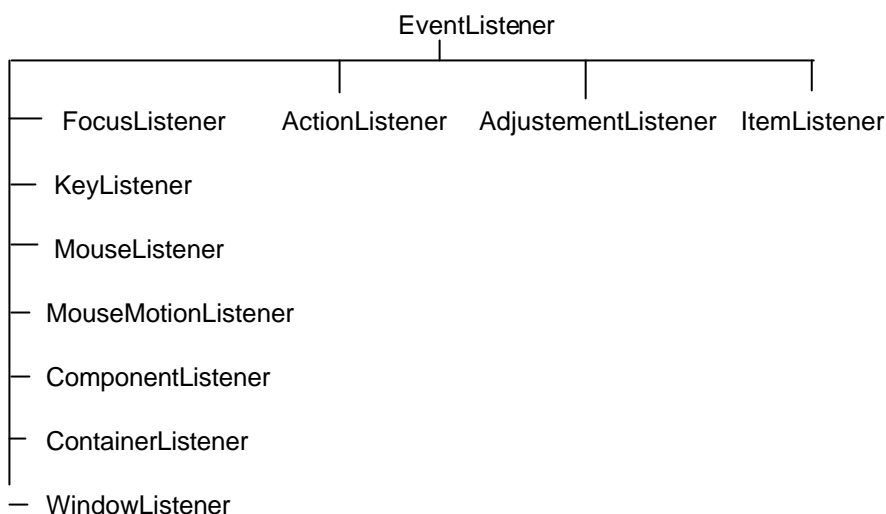 EventListener
FocusListener ActionListener AdjustementListener ItemListener
KeyListener
MouseListener
MouseMotionListener
ComponentListener
ContainerListener
WindowListener